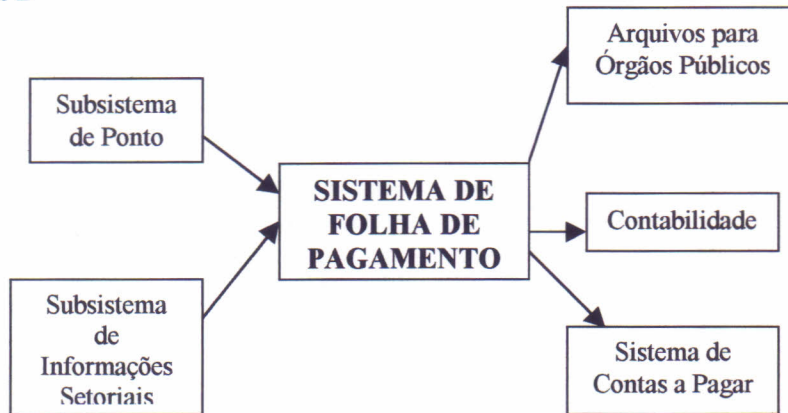 Subsistema
de Ponto
Subsistema
de
Informações
Setoriais
SISTEMA DE
FOLHA DE
PAGAMENTO
Arquivos para
Órgãos Públicos
Contabilidade
Sistema de
Contas a Pagar